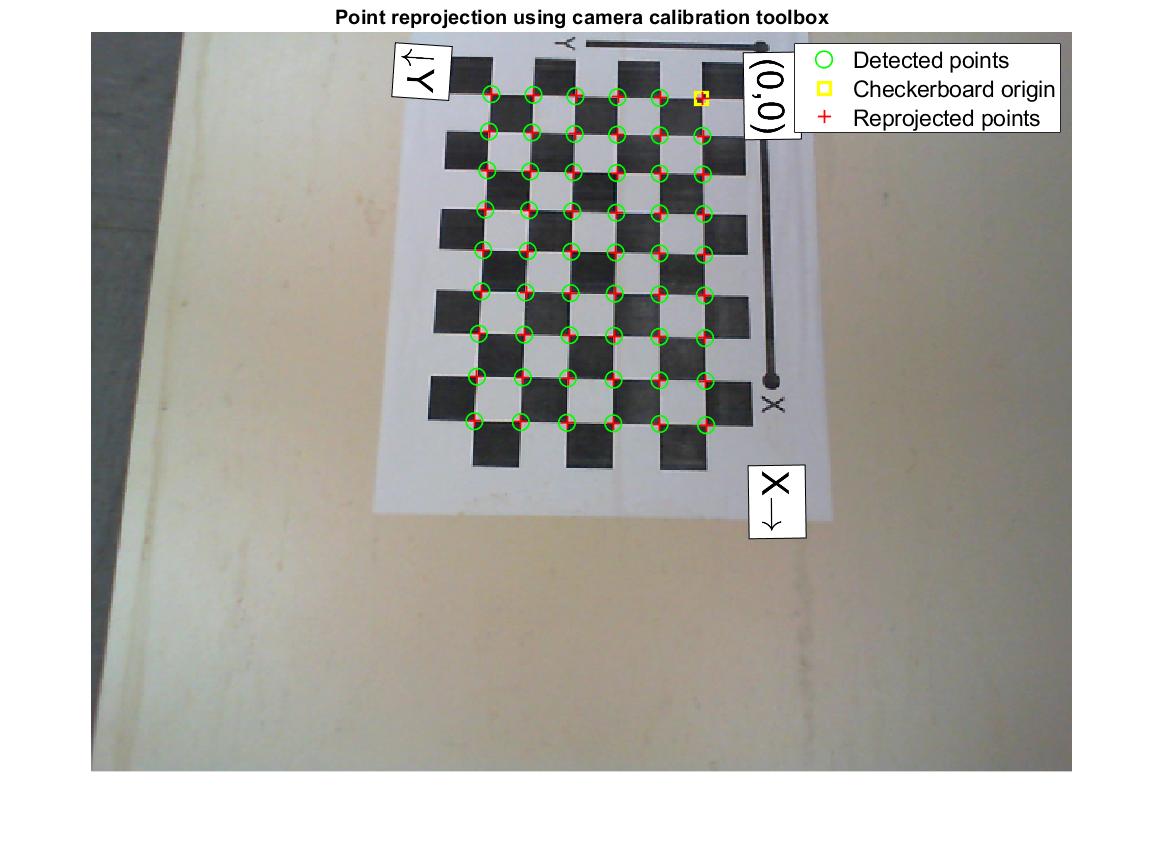 Point reprojection using camera calibration toolbox
Y
←Y
(0,0)
Detected points
Checkerboard origin
Reprojected points
X
X→